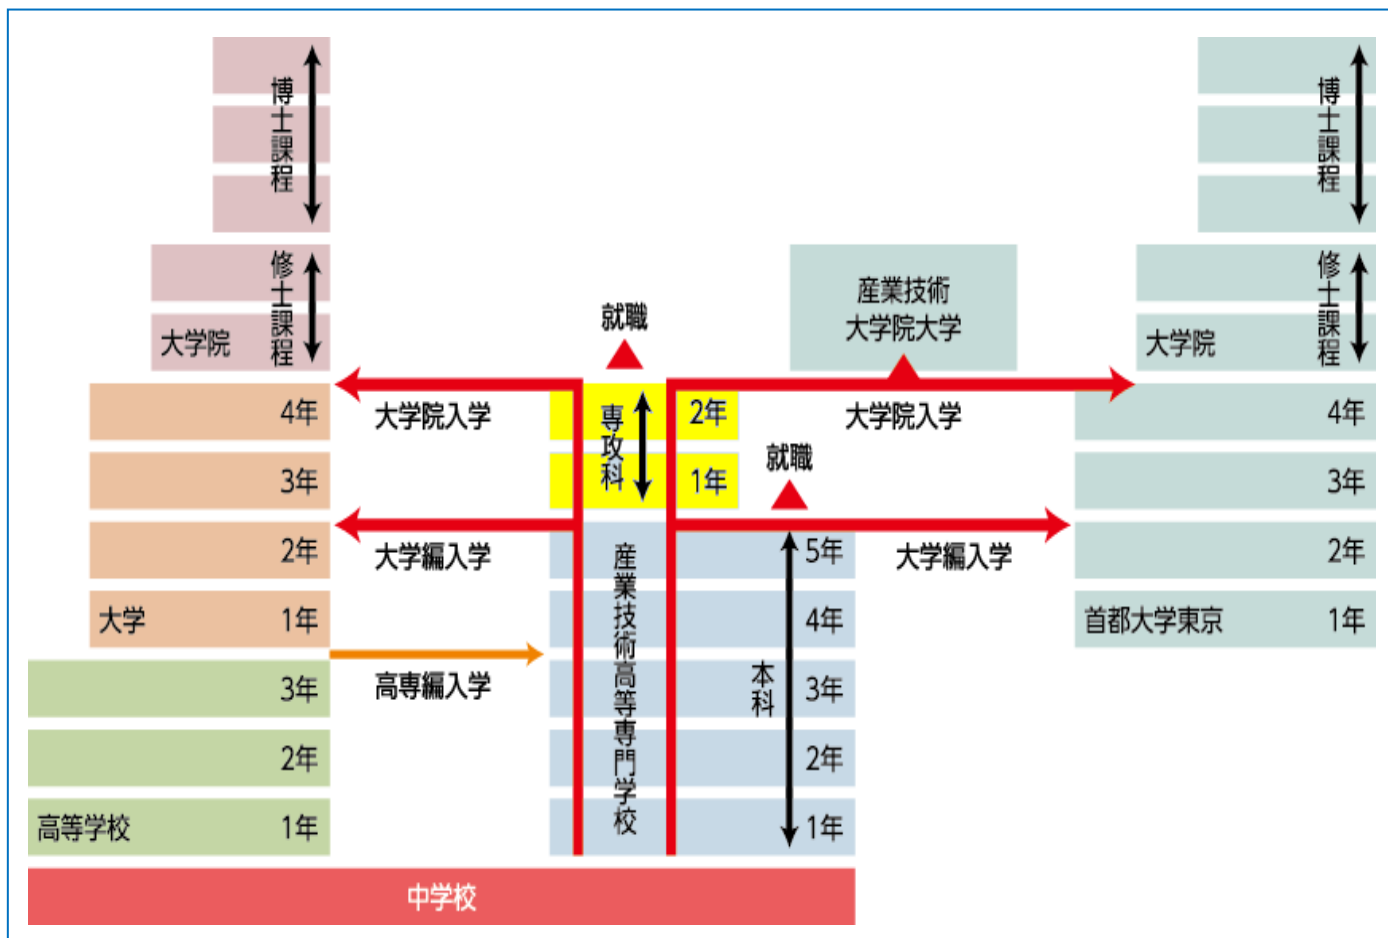 博士課程
博士課程
修士課程
大学院
就職
産業技術
大学院大学
修士課程
大学院
4年
大学院入学
専攻科
2年
大学院入学
4年
3年
1年
就職
3年
2年
大学編入学
産業技術高等専門学校
5年
大学編入学
2年
大学
1年
4年
首都大学東京
1年
3年
高専編入学
本科
3年
2年
2年
高等学校
1年
1年
中学校